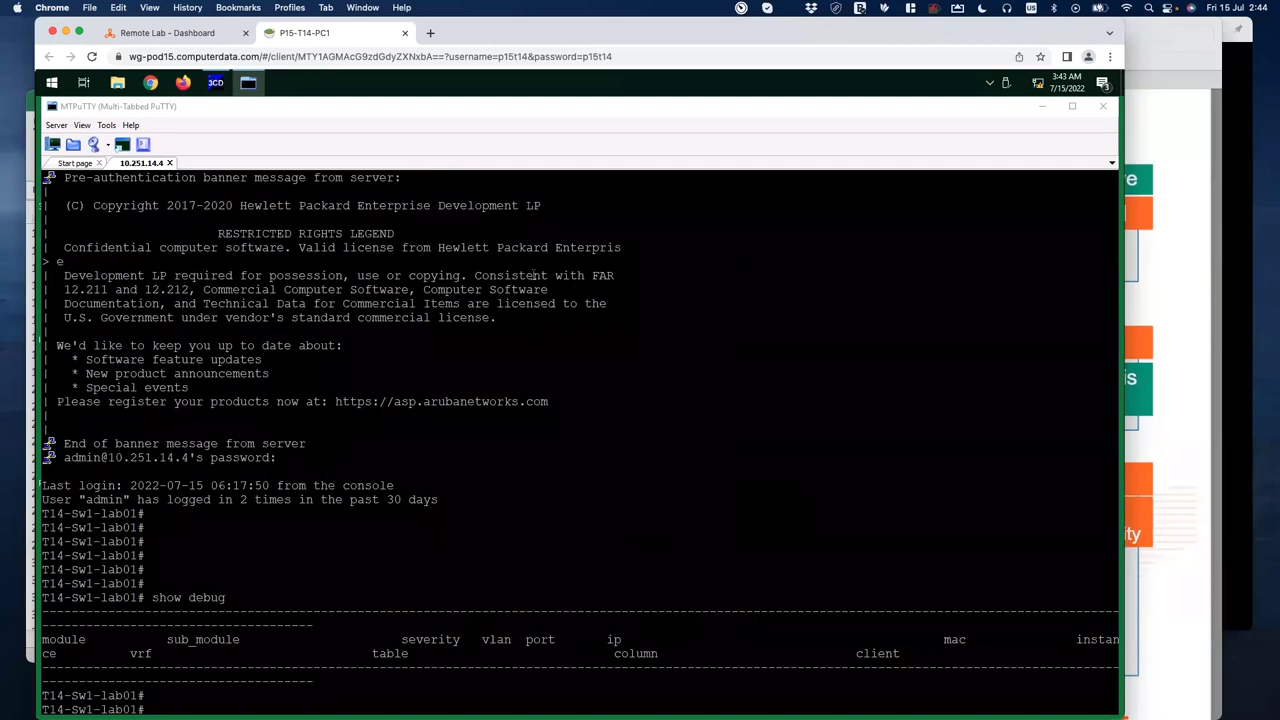 Chrome File Edit View History Bookmarks Profiles Tab Window Help Fri 15 Jul 2:44
Remote Lab - Dashboard P15-T14-PC1
wg-pod15.computerdata.com/#/client/MTY1AGMAcG9zdGdyZXNxbA==?username=p15t14&password=p15t14
3CD 3:43 AM
7/15/2022 3
MTPuTTY (Multi-Tabbed PuTTY)
Server View Tools Help
Start page 10.251.14.4
Pre-authentication banner message from server:
|
| (C) Copyright 2017-2020 Hewlett Packard Enterprise Development LP
|
| RESTRICTED RIGHTS LEGEND
| Confidential computer software. Valid license from Hewlett Packard Enterpris
> e
| Development LP required for possession, use or copying. Consistent with FAR
| 12.211 and 12.212, Commercial Computer Software, Computer Software
| Documentation, and Technical Data for Commercial Items are licensed to the
| U.S. Government under vendor's standard commercial license.
|
| We'd like to keep you up to date about:
| * Software feature updates
| * New product announcements
| * Special events
| Please register your products now at: https://asp.arubanetworks.com
|
|
End of banner message from server
admin@10.251.14.4's password:
Last login: 2022-07-15 06:17:50 from the console
User "admin" has logged in 2 times in the past 30 days
T14-Sw1-lab01#
T14-Sw1-lab01#
T14-Sw1-lab01#
T14-Sw1-lab01#
T14-Sw1-lab01#
T14-Sw1-lab01#
T14-Sw1-lab01# show debug
module sub_module severity vlan port ip mac instan
ce vrf table column client
T14-Sw1-lab01#
T14-Sw1-lab01#